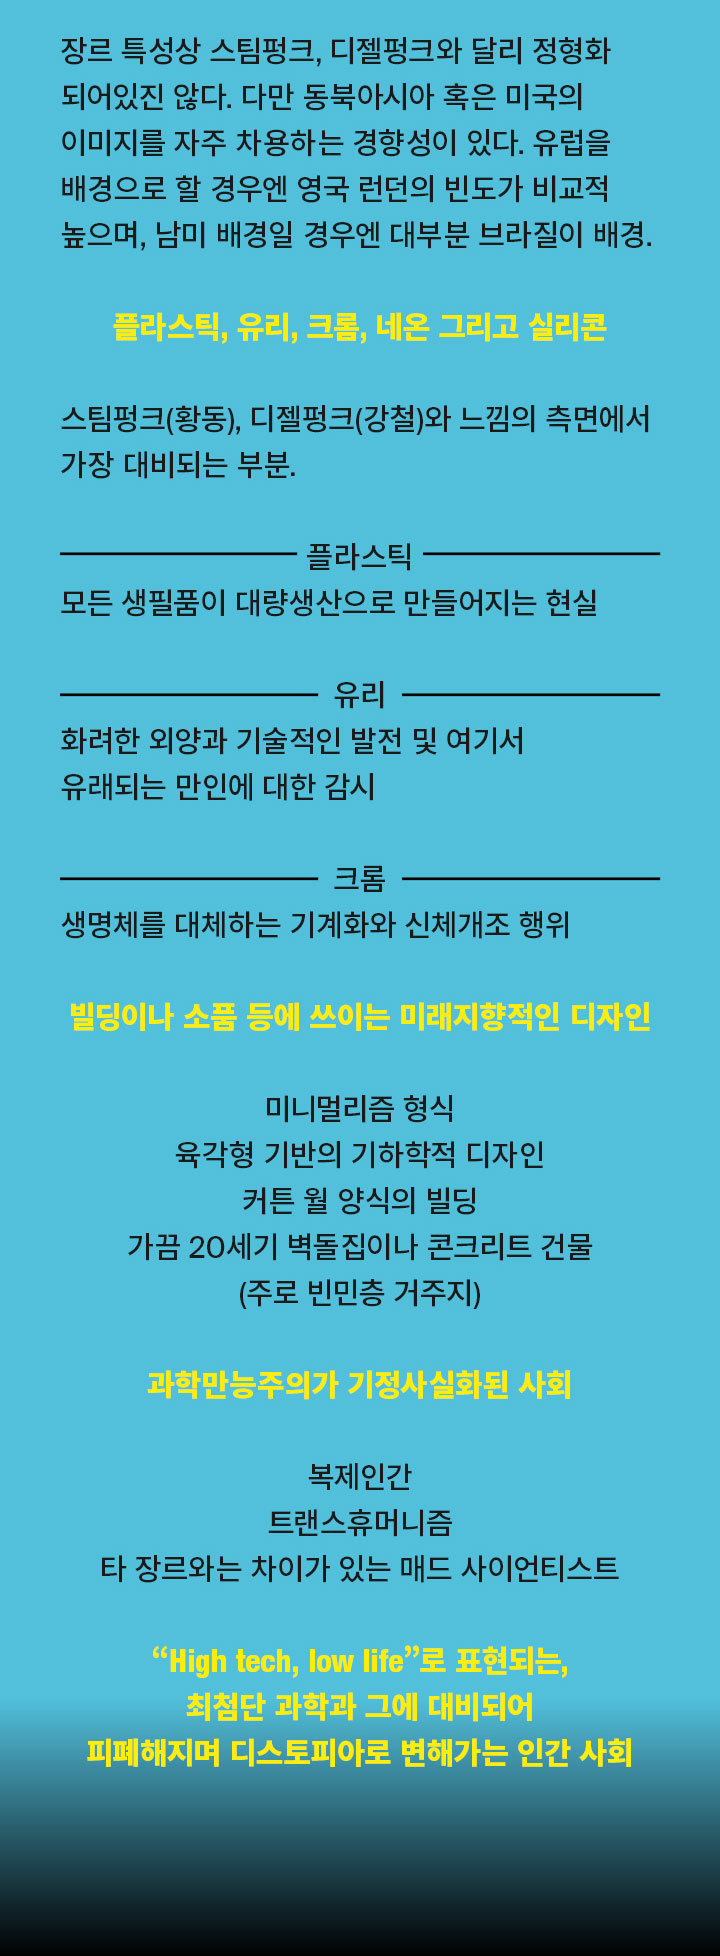 장르 특성상 스팀펑크, 디젤펑크와 달리 정형화
되어있진 않다. 다만 동북아시아 혹은 미국의
이미지를 자주 차용하는 경향성이 있다. 유럽을
배경으로 할 경우엔 영국 런던의 빈도가 비교적
높으며, 남미 배경일 경우엔 대부분 브라질이 배경.
플라스틱, 유리, 크롬, 네온 그리고 실리콘
스팀펑크(황동), 디젤펑크(강철)와 느낌의 측면에서
가장 대비되는 부분.
플라스틱
모든 생필품이 대량생산으로 만들어지는 현실
유리
화려한 외양과 기술적인 발전 및 여기서
유래되는 만인에 대한 감시
크롬
생명체를 대체하는 기계화와 신체개조 행위
빌딩이나 소품 등에 쓰이는 미래지향적인 디자인
미니멀리즘 형식
육각형 기반의 기하학적 디자인
커튼 월 양식의 빌딩
가끔 20세기 벽돌집이나 콘크리트 건물
(주로 빈민층 거주지)
과학만능주의가 기정사실화된 사회
복제인간
트랜스휴머니즘
타 장르와는 차이가 있는 매드 사이언티스트
“High tech, low life”로 표현되는,
최첨단 과학과 그에 대비되어
피폐해지며 디스토피아로 변해가는 인간 사회